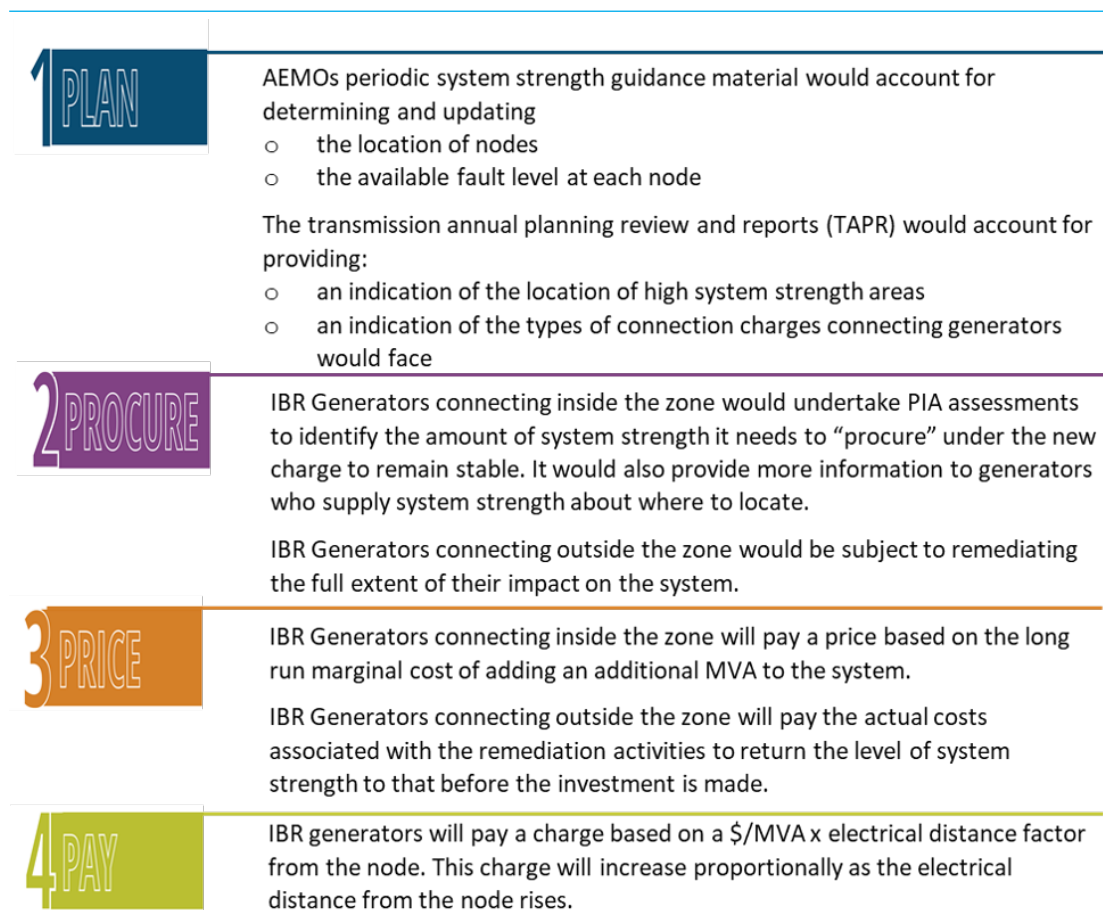 1 PLAN
AEMOs periodic system strength guidance material would account for
determining and updating
o the location of nodes
o the available fault level at each node
The transmission annual planning review and reports (TAPR) would account for
providing:
o an indication of the location of high system strength areas
o an indication of the types of connection charges connecting generators
would face
2 PROCURE
IBR Generators connecting inside the zone would undertake PIA assessments
to identify the amount of system strength it needs to “procure” under the new
charge to remain stable. It would also provide more information to generators
who supply system strength about where to locate.
IBR Generators connecting outside the zone would be subject to remediating
the full extent of their impact on the system.
3 PRICE
IBR Generators connecting inside the zone will pay a price based on the long
run marginal cost of adding an additional MVA to the system.
IBR Generators connecting outside the zone will pay the actual costs
associated with the remediation activities to return the level of system
strength to that before the investment is made.
4 PAY
IBR generators will pay a charge based on a $/MVA x electrical distance factor
from the node. This charge will increase proportionally as the electrical
distance from the node rises.